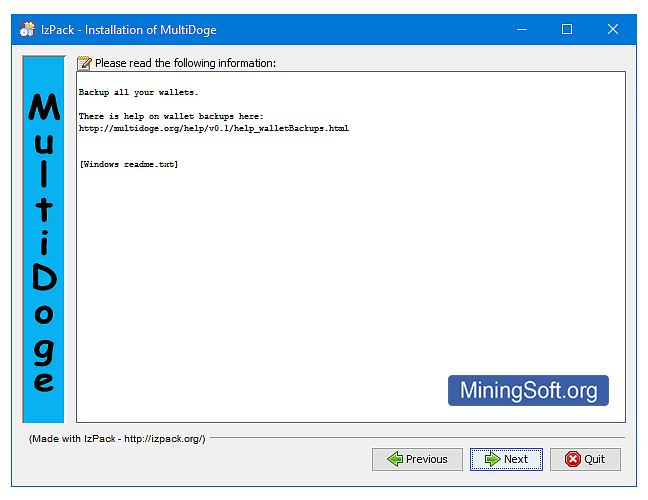 IzPack - Installation of MultiDoge
MultiDoge
Please read the following information:
Backup all your wallets.
There is help on wallet backups here:
http://multidoge.org/help/v0.1/help_walletBackups.html
[Windows readme.txt]
MiningSoft.org
(Made with IzPack - http://izpack.org/)
Previous
Next
Quit